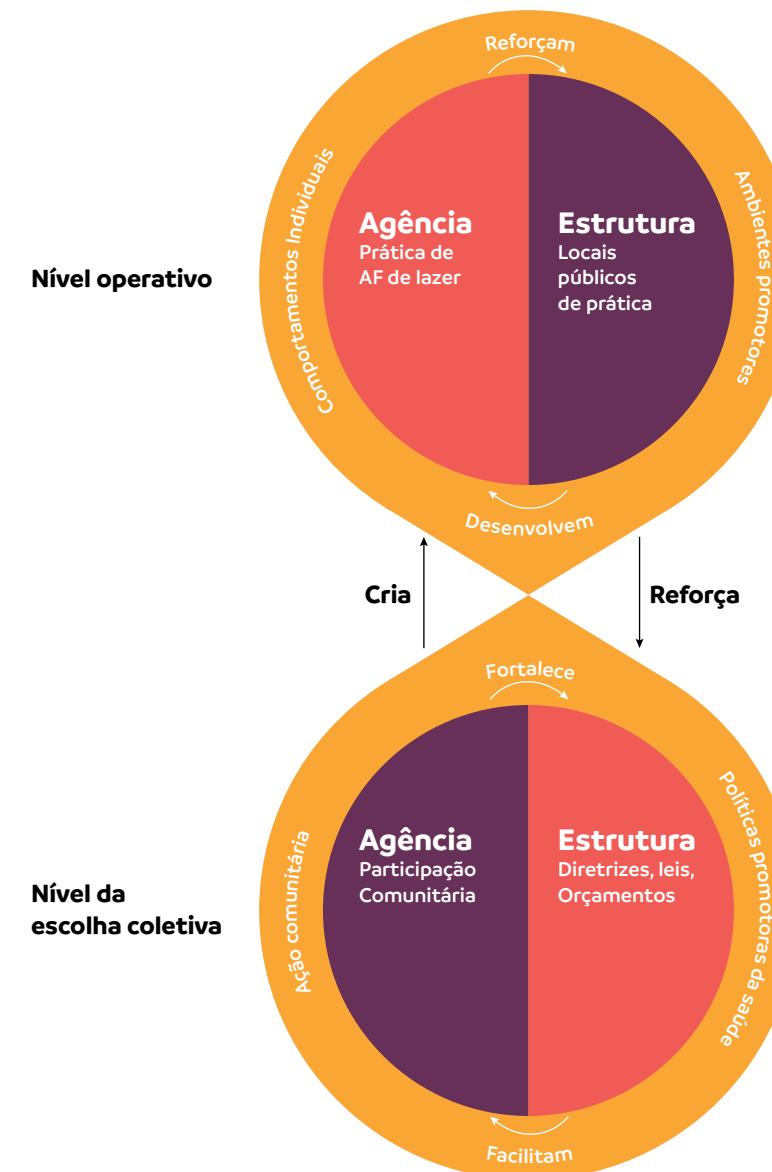 Reforçam
Comportamentos Individuais
Ambientes promotores
Nível operativo
Agência
Prática de
AF de lazer
Estrutura
Locais
públicos
de prática
Desenvolvem
Cria
Reforça
Fortalece
Ação comunitária
Políticas promotoras da saúde
Nível da
escolha coletiva
Agência
Participação
Comunitária
Estrutura
Diretrizes, leis,
Orçamentos
Facilitam